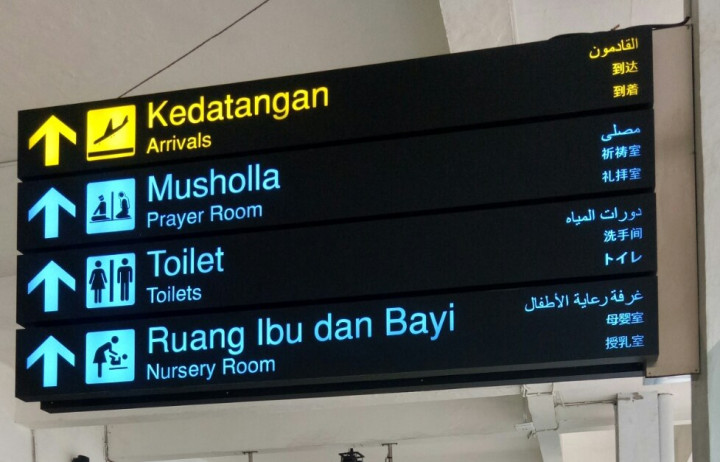 Kedatangan
Arrivals
القادمون
到达
到着
Musholla
Prayer Room
مصلى
祈祷室
礼拝室
Toilet
Toilets
دورات المياه
洗手间
トイレ
Ruang Ibu dan Bayi
Nursery Room
غرفة رعاية الأطفال
母婴室
授乳室